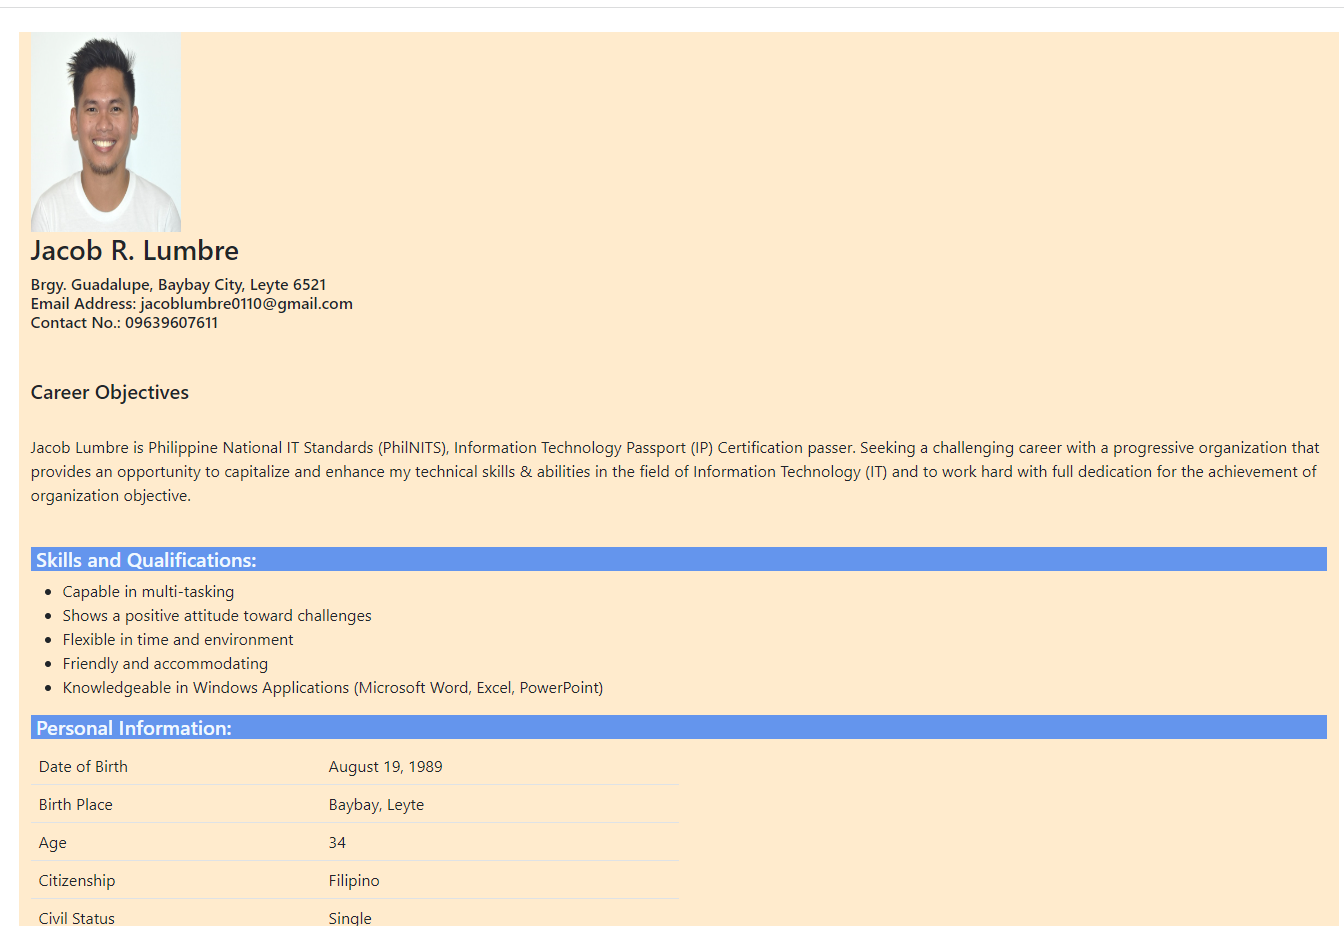 Jacob R. Lumbre
Brgy. Guadalupe, Baybay City, Leyte 6521
Email Address: jacoblumbre0110@gmail.com
Contact No.: 09639607611
Career Objectives
Jacob Lumbre is Philippine National IT Standards (PhilNITS), Information Technology Passport (IP) Certification passer. Seeking a challenging career with a progressive organization that
provides an opportunity to capitalize and enhance my technical skills & abilities in the field of Information Technology (IT) and to work hard with full dedication for the achievement of
organization objective.
Skills and Qualifications:
• Capable in multi-tasking
• Shows a positive attitude toward challenges
• Flexible in time and environment
• Friendly and accommodating
• Knowledgeable in Windows Applications (Microsoft Word, Excel, PowerPoint)
Personal Information:
Date of Birth August 19, 1989
Birth Place Baybay, Leyte
Age 34
Citizenship Filipino
Civil Status Single